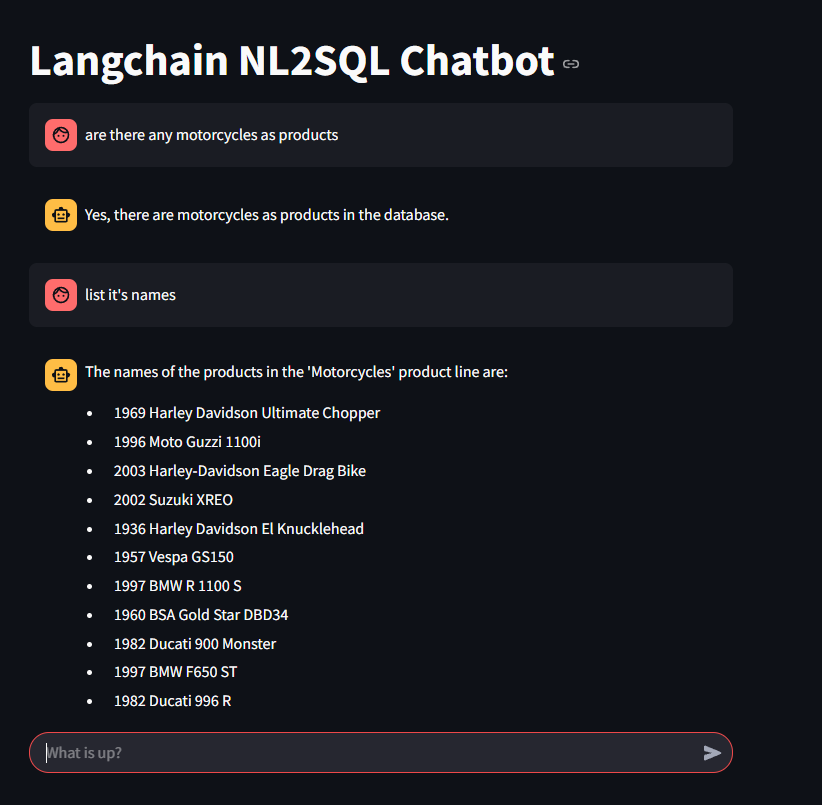 Langchain NL2SQL Chatbot
are there any motorcycles as products
Yes, there are motorcycles as products in the database.
list it's names
The names of the products in the 'Motorcycles' product line are:
1969 Harley Davidson Ultimate Chopper
1996 Moto Guzzi 1100i
2003 Harley-Davidson Eagle Drag Bike
2002 Suzuki XREO
1936 Harley Davidson El Knucklehead
1957 Vespa GS150
1997 BMW R 1100 S
1960 BSA Gold Star DBD34
1982 Ducati 900 Monster
1997 BMW F650 ST
1982 Ducati 996 R
What is up?